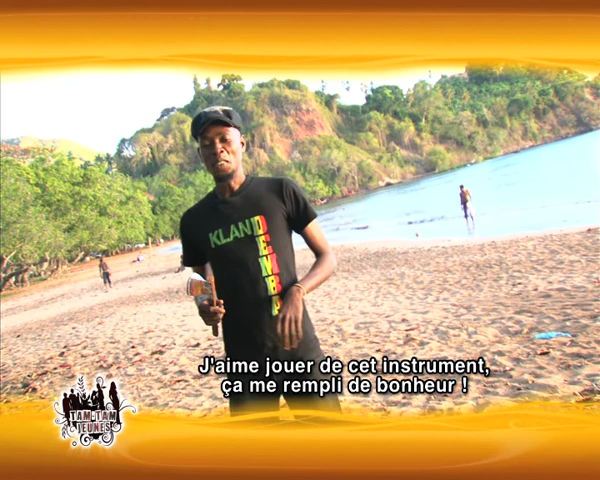 KLAN
DEMBA
J'aime jouer de cet instrument,
ça me rempli de bonheur !
TAM-TAM
JEUNES